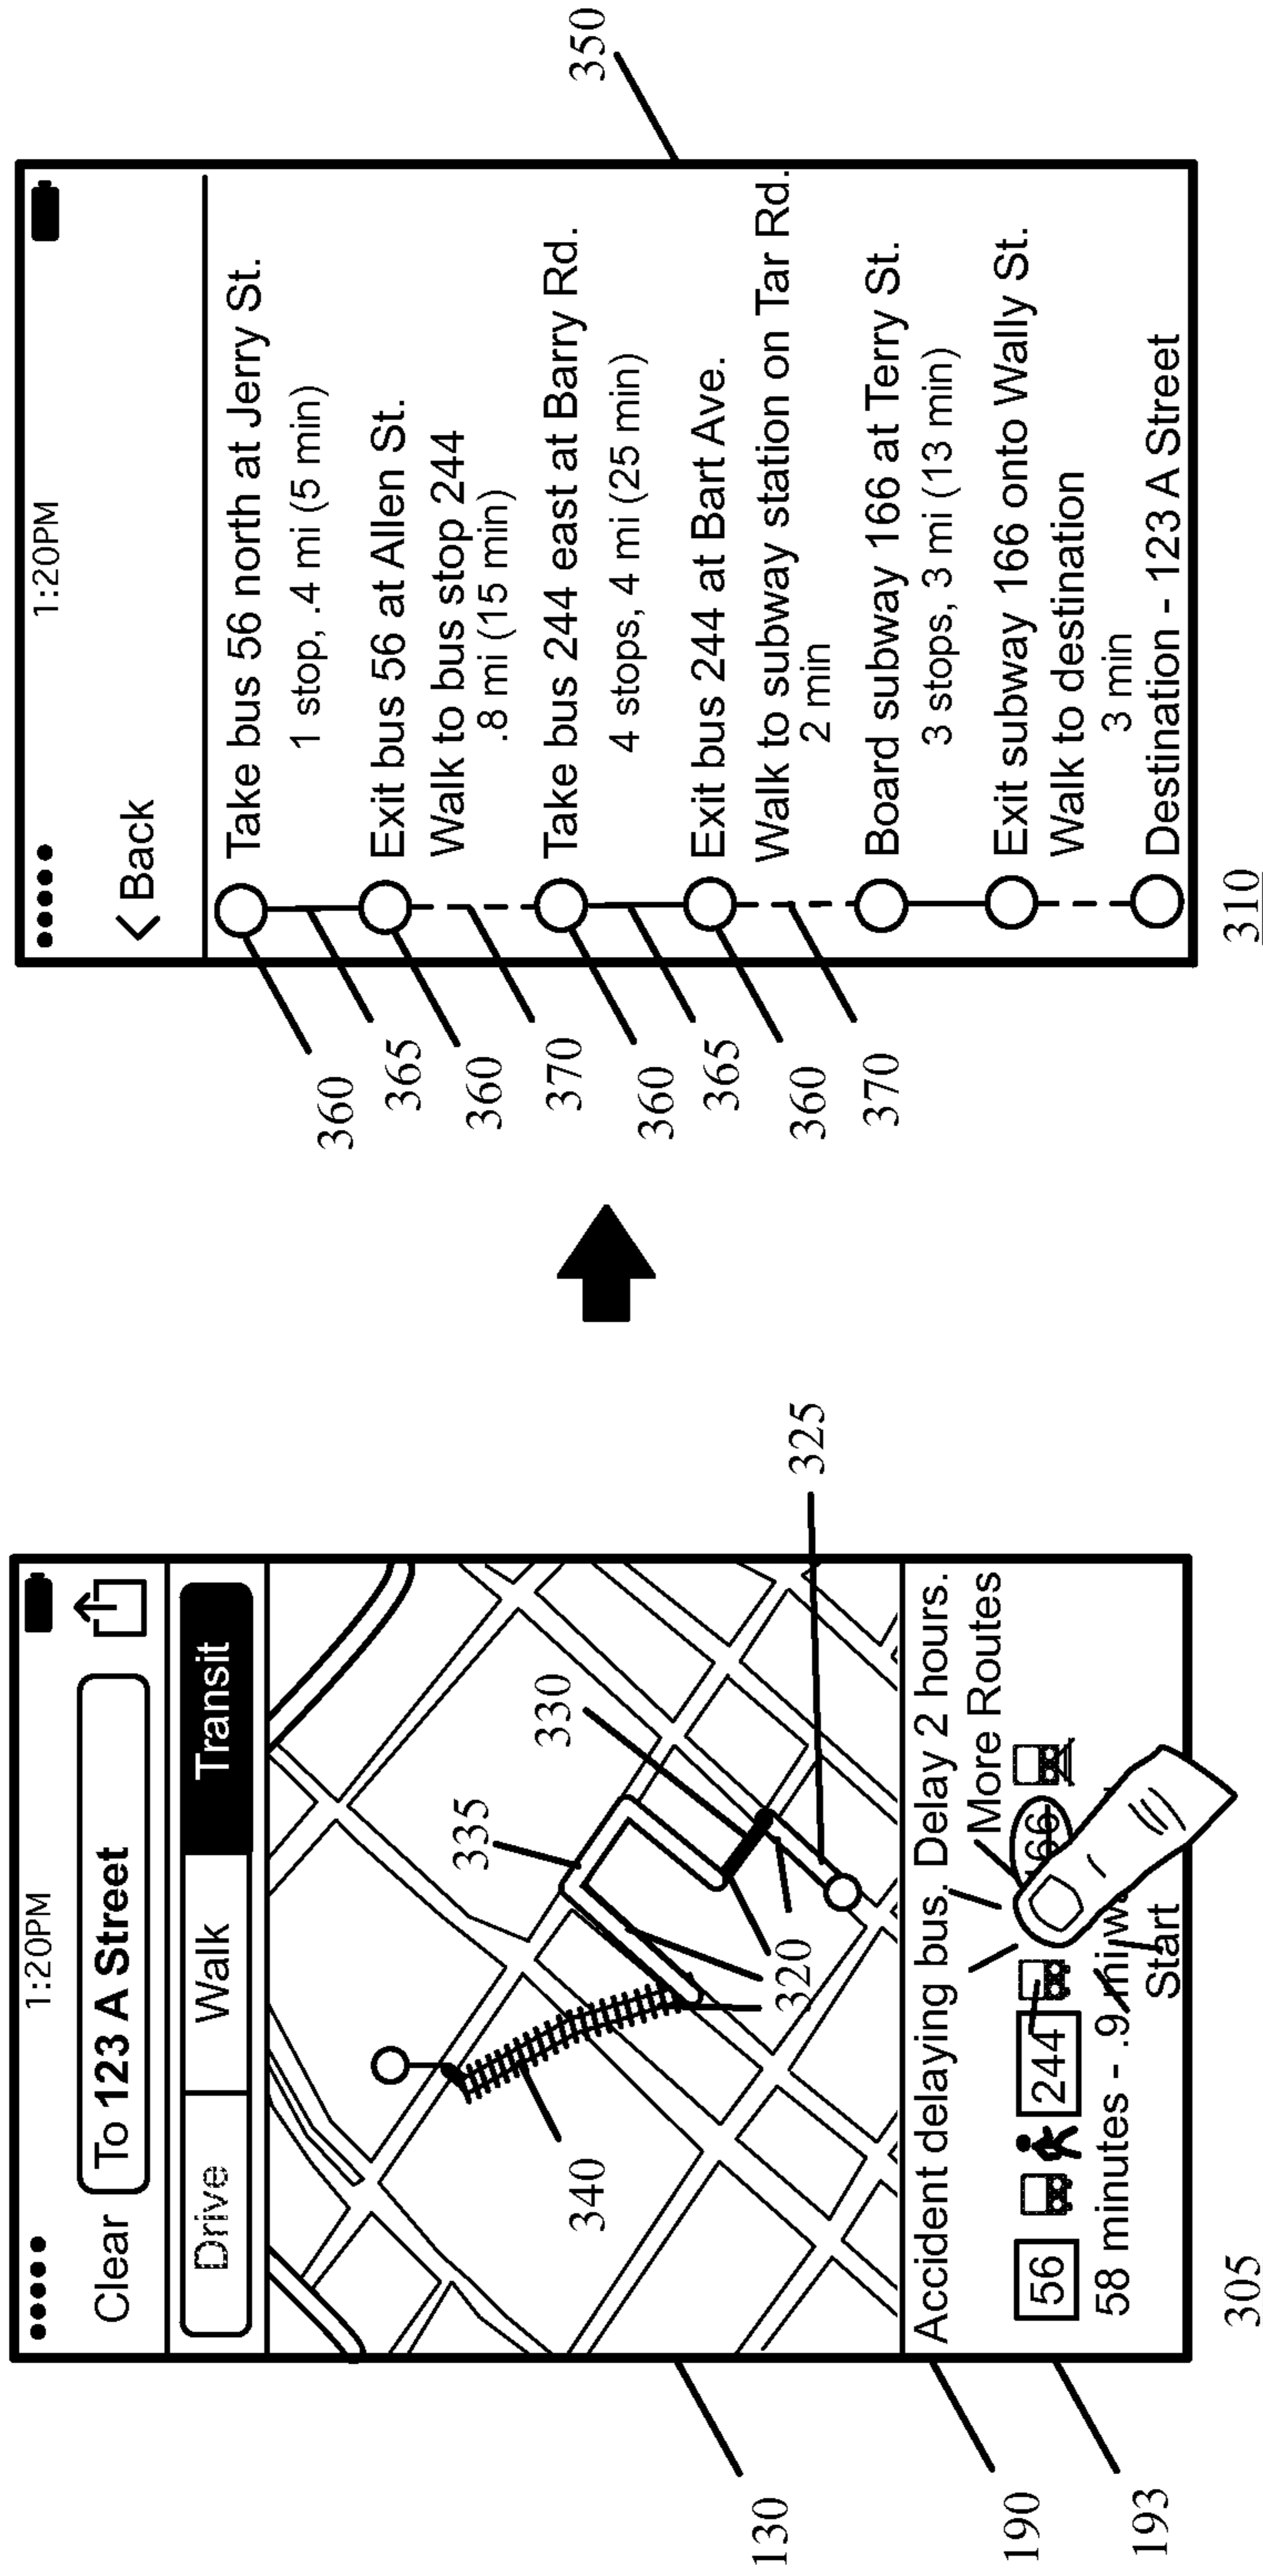 1:20PM
Clear
To 123 A Street
Drive
Walk
Transit
335
330
325
340
320
Accident delaying bus. Delay 2 hours.
More Routes
56
244
166
58 minutes - .9 mi
Start
130
190
193
305
1:20PM
Back
Take bus 56 north at Jerry St.
1 stop, .4 mi (5 min)
Exit bus 56 at Allen St.
Walk to bus stop 244
.8 mi (15 min)
Take bus 244 east at Barry Rd.
4 stops, 4 mi (25 min)
Exit bus 244 at Bart Ave.
Walk to subway station on Tar Rd.
2 min
Board subway 166 at Terry St.
3 stops, 3 mi (13 min)
Exit subway 166 onto Wally St.
Walk to destination
3 min
Destination - 123 A Street
350
360
365
360
370
360
365
360
370
310